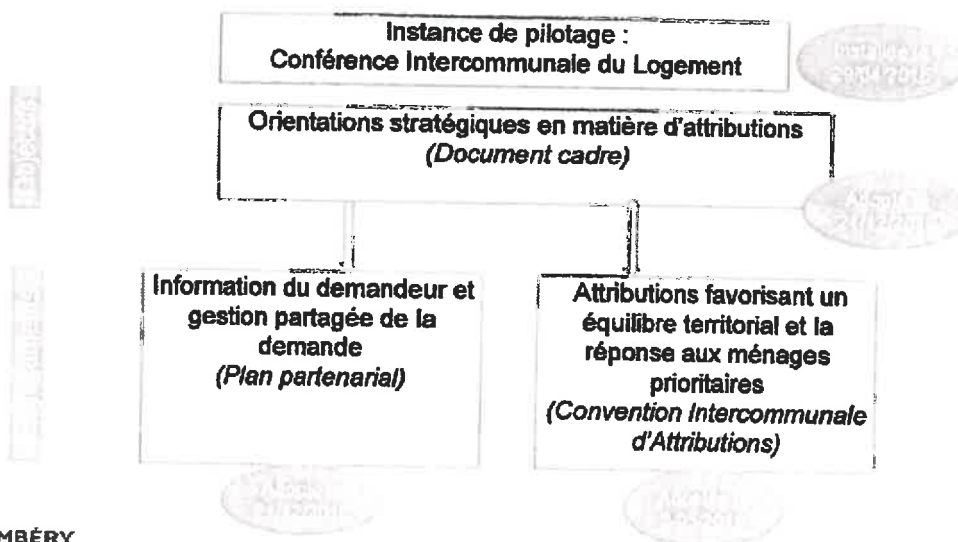 Instance de pilotage :
Conférence Intercommunale du Logement
Orientations stratégiques en matière d'attributions
(Document cadre)
Objectifs
Information du demandeur et
gestion partagée de la
demande
(Plan partenarial)
Attributions favorisant un
équilibre territorial et la
réponse aux ménages
prioritaires
(Convention Intercommunale
d'Attributions)
MBÉRY